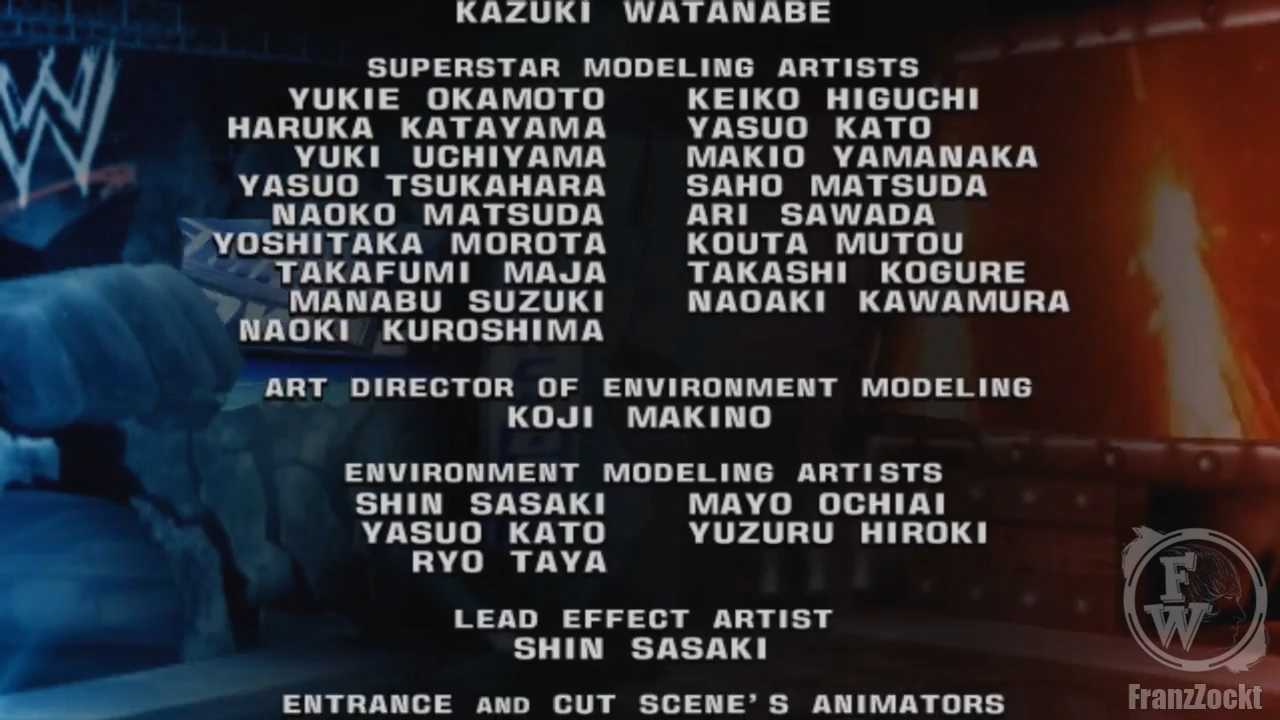 KAZUKI WATANABE
SUPERSTAR MODELING ARTISTS
YUKIE OKAMOTO KEIKO HIGUCHI
HARUKA KATAYAMA YASUO KATO
YUKI UCHIYAMA MAKIO YAMANAKA
YASUO TSUKAHARA SAHO MATSUDA
NAOKO MATSUDA ARI SAWADA
YOSHITAKA MOROTA KOUTA MUTOU
TAKAFUMI MAJA TAKASHI KOGURE
MANABU SUZUKI NAOAKI KAWAMURA
NAOKI KUROSHIMA
ART DIRECTOR OF ENVIRONMENT MODELING
KOJI MAKINO
ENVIRONMENT MODELING ARTISTS
SHIN SASAKI MAYO OCHIAI
YASUO KATO YUZURU HIROKI
RYO TAYA
LEAD EFFECT ARTIST
SHIN SASAKI
ENTRANCE AND CUT SCENE'S ANIMATORS
W
FW
FranzZockt